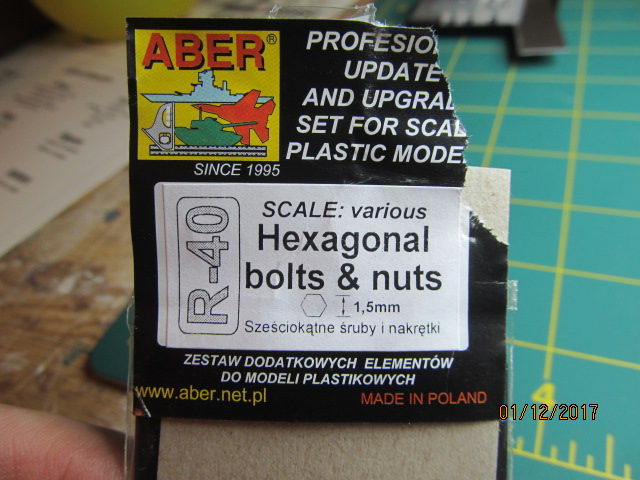 ABER®
SINCE 1995
PROFESIO
UPDATE
AND UPGRA
SET FOR SCAL
PLASTIC MODE
R-40
SCALE: various
Hexagonal
bolts & nuts
1,5mm
Sześciokątne śruby i nakrętki
ZESTAW DODATKOWYCH ELEMENTÓW
DO MODELI PLASTIKOWYCH
www.aber.net.pl
MADE IN POLAND
4
01/12/2017